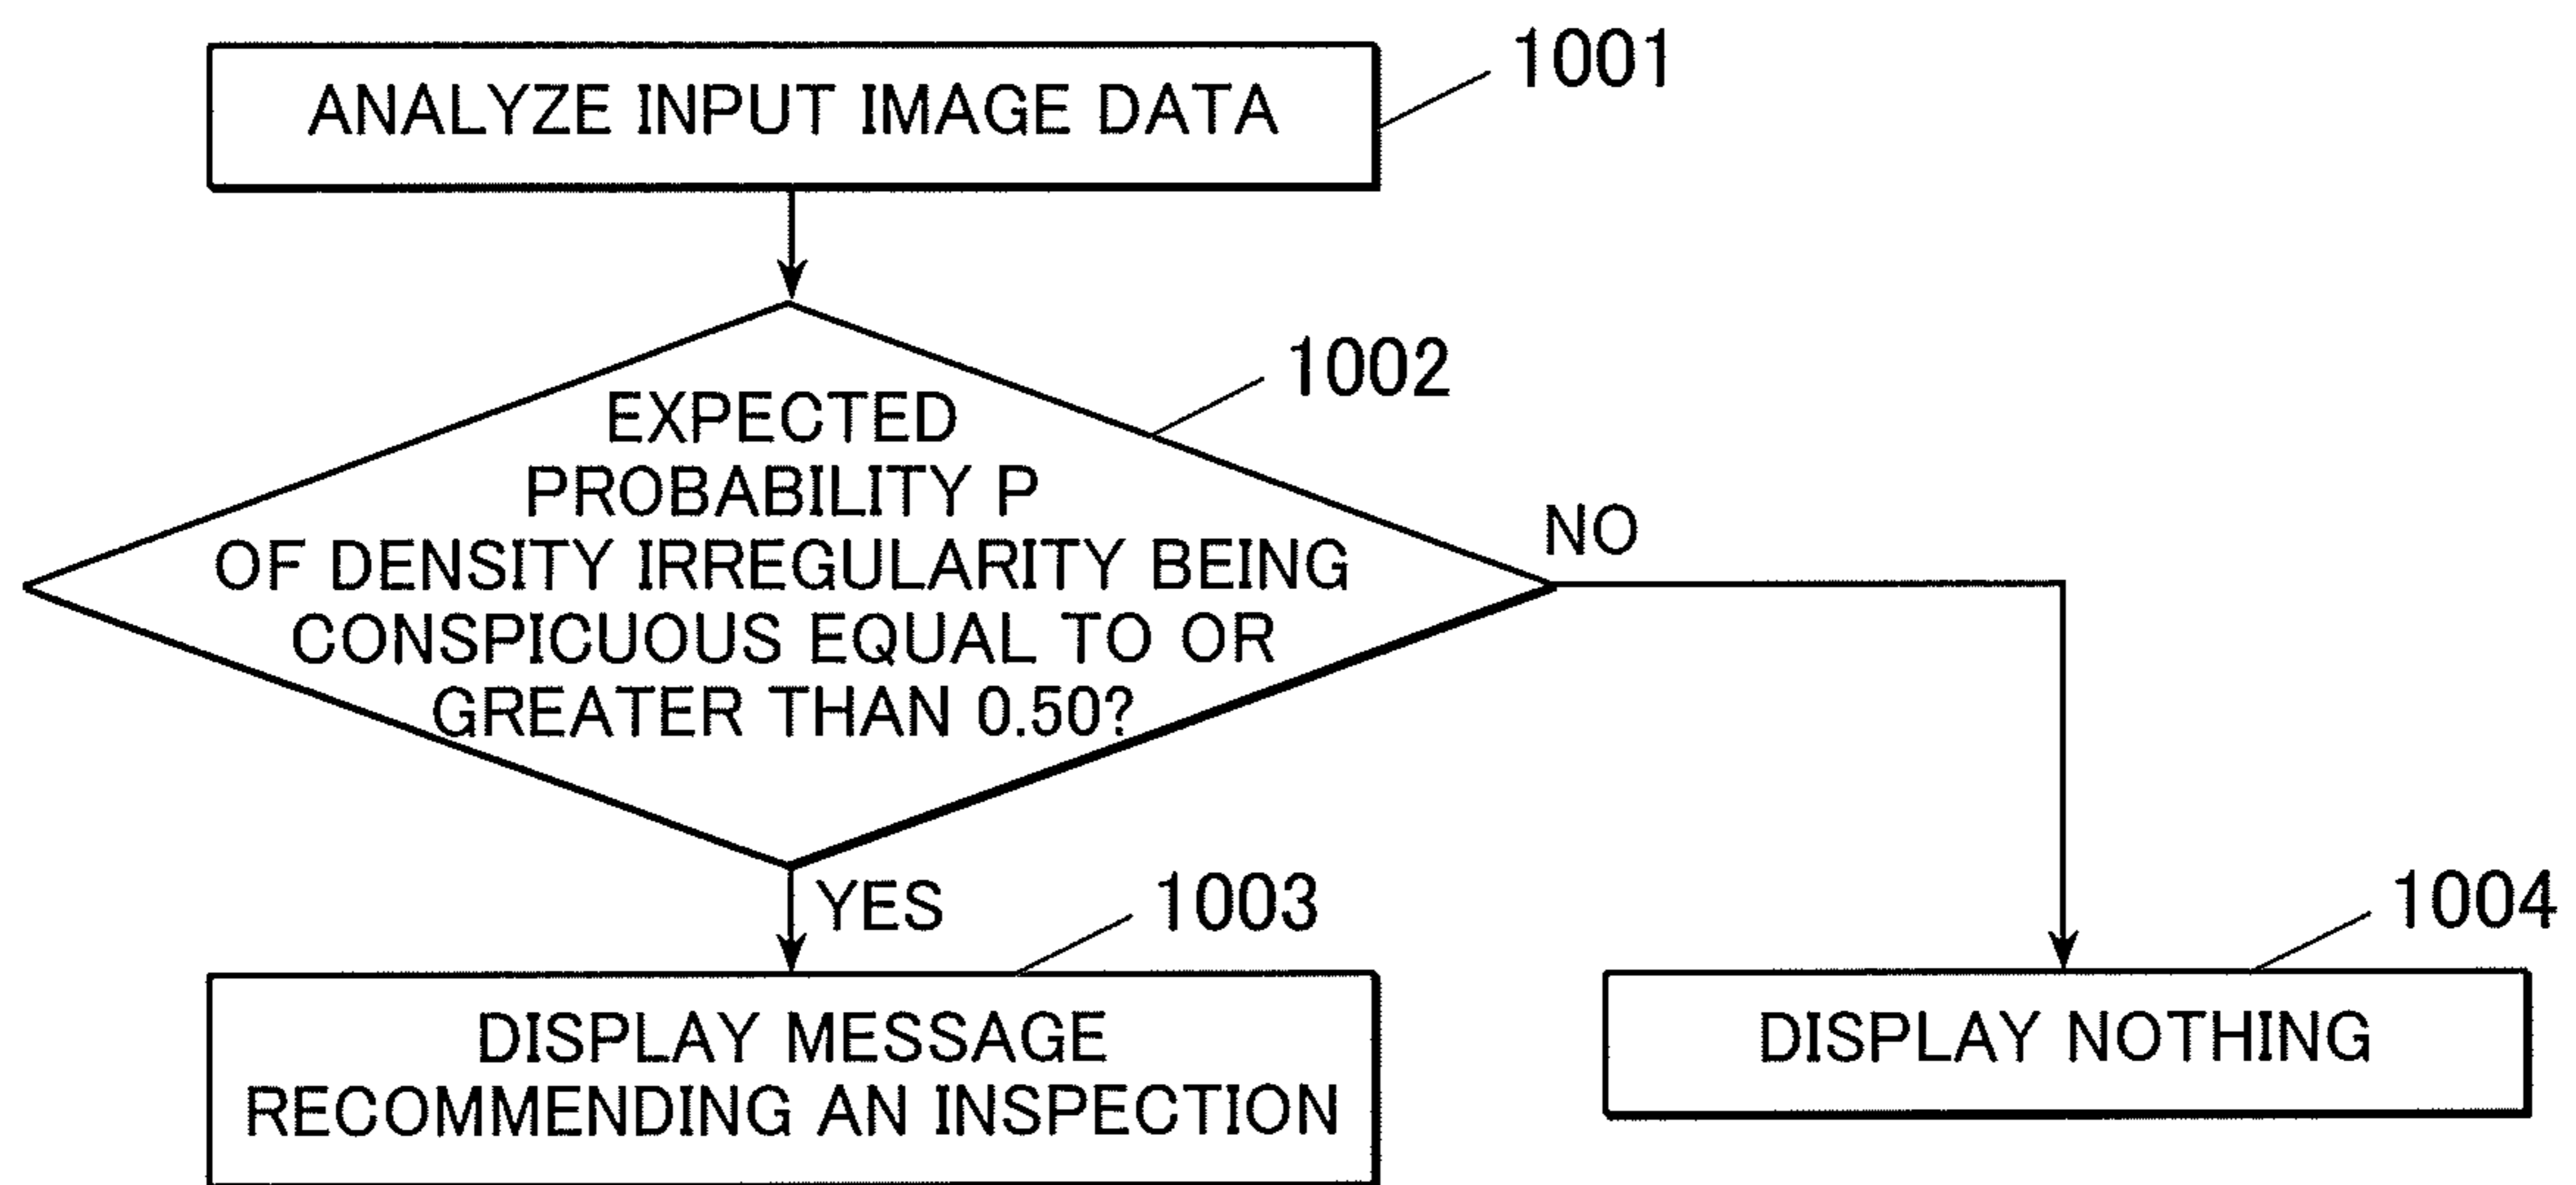 1001
ANALYZE INPUT IMAGE DATA
1002
EXPECTED
PROBABILITY P
OF DENSITY IRREGULARITY BEING
CONSPICUOUS EQUAL TO OR
GREATER THAN 0.50?
NO
YES
1003
DISPLAY MESSAGE
RECOMMENDING AN INSPECTION
1004
DISPLAY NOTHING